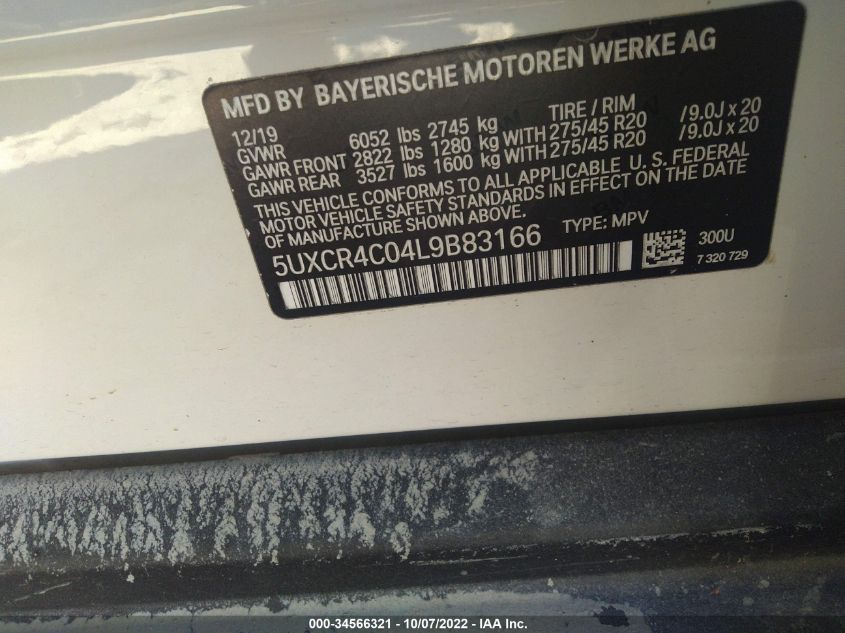 MFD BY BAYERISCHE MOTOREN WERKE AG
12/19 TIRE / RIM
GVWR 6052 lbs 2745 kg
GAWR FRONT 2822 lbs 1280 kg WITH 275/45 R20 /9.0J x 20
GAWR REAR 3527 lbs 1600 kg WITH 275/45 R20 /9.0J x 20
THIS VEHICLE CONFORMS TO ALL APPLICABLE U. S. FEDERAL
MOTOR VEHICLE SAFETY STANDARDS IN EFFECT ON THE DATE
OF MANUFACTURE SHOWN ABOVE.
5UXCR4C04L9B83166 TYPE: MPV 300U
7 320 729
000-34566321 - 10/07/2022 - IAA Inc.